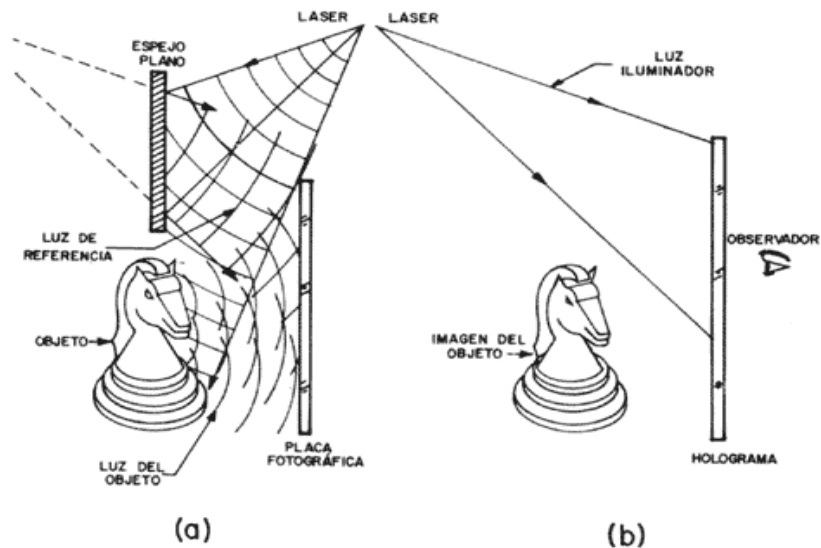 LASER
ESPEJO
PLANO
LUZ DE
REFERENCIA
OBJETO
LUZ DEL
OBJETO
PLACA
FOTOGRÁFICA
(a)
LASER
LUZ
ILUMINADOR
OBSERVADOR
IMAGEN DEL
OBJETO
HOLOGRAMA
(b)